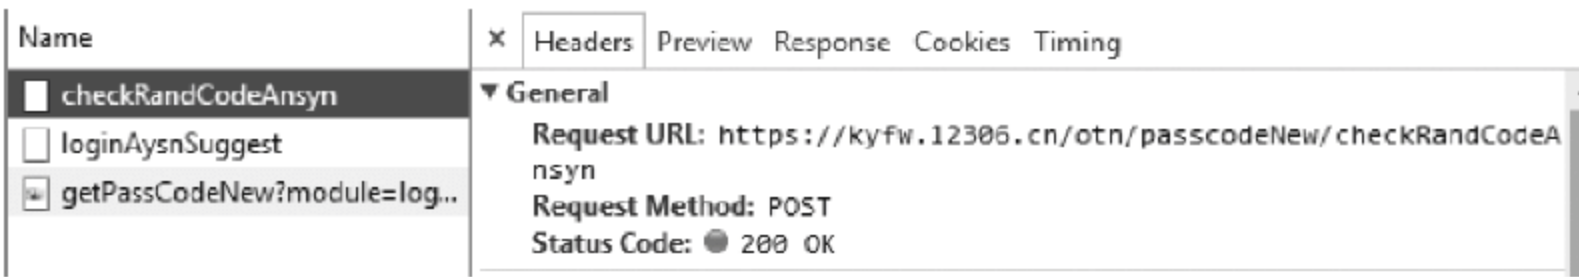 Name
checkRandCodeAnsyn
loginAysnSuggest
getPassCodeNew?module=log...
× Headers Preview Response Cookies Timing
▼ General
Request URL: https://kyfw.12306.cn/otn/passcodeNew/checkRandCodeA
nsyn
Request Method: POST
Status Code: 200 OK